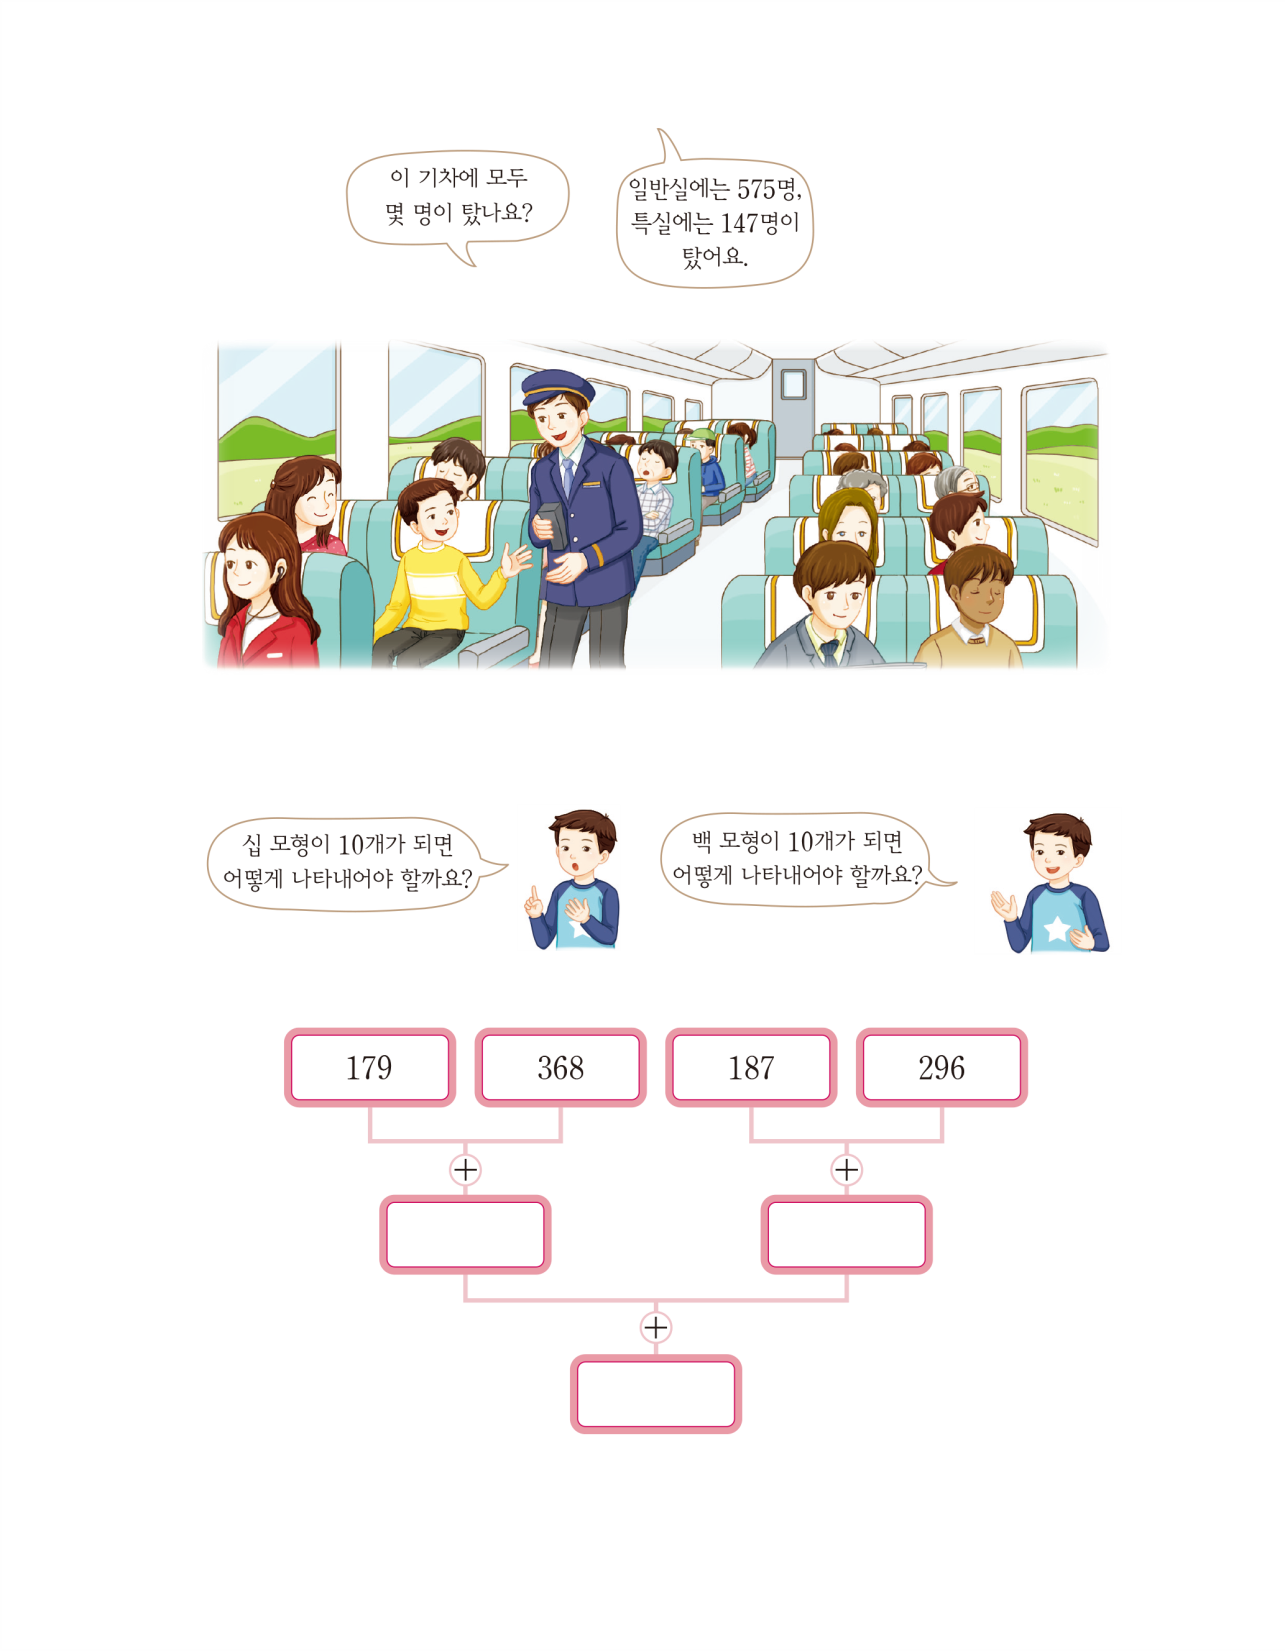 이 기차에 모두
몇 명이 탔나요?
일반실에는 575명,
특실에는 147명이
탔어요.
십 모형이 10개가 되면
어떻게 나타내어야 할까요?
백 모형이 10개가 되면
어떻게 나타내어야 할까요?
179 368 187 296
+ +
+